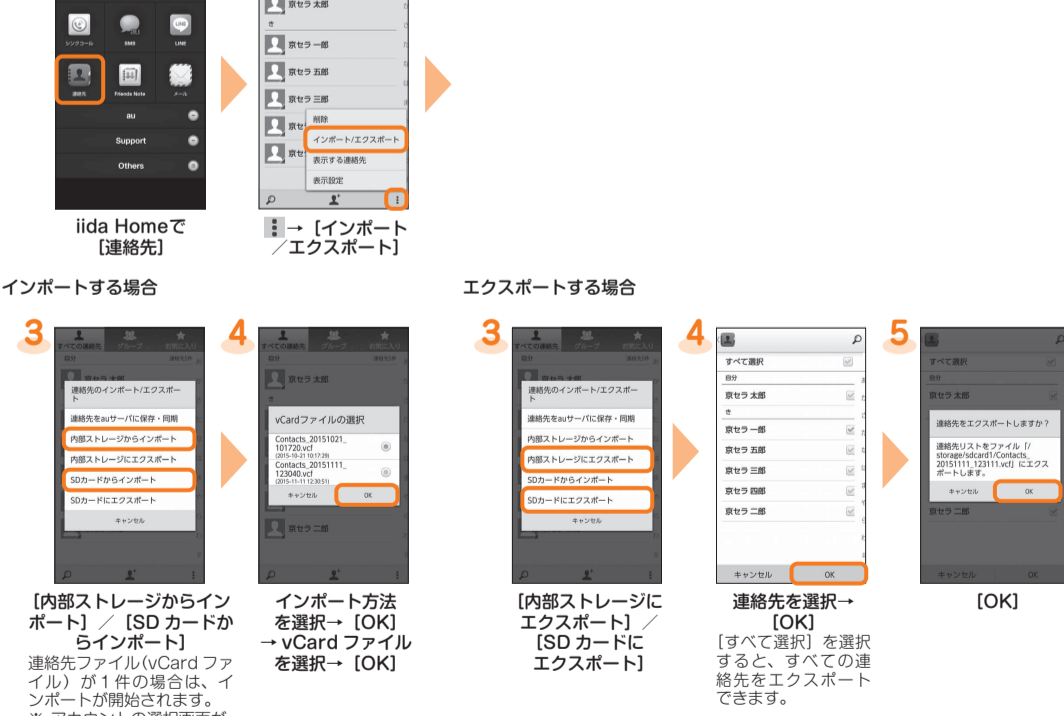 シングコール
SMS
LINE
連絡先
Friends Note
メール
au
Support
Others
iida Homeで
［連絡先］
京セラ 太郎
き
京セラ 一郎
京セラ 五郎
京セラ 三郎
削除
インポート/エクスポート
表示する連絡先
表示設定
→［インポート
／エクスポート］
インポートする場合
3
すべての連絡先
グループ
お気に入り
自分
京セラ 太郎
連絡先のインポート/エクスポー
ト
連絡先をauサーバに保存・同期
内部ストレージからインポート
内部ストレージにエクスポート
SDカードからインポート
SDカードにエクスポート
キャンセル
［内部ストレージからイン
ポート］／［SD カードか
らインポート］
連絡先ファイル(vCard ファ
イル）が１件の場合は、イ
ンポートが開始されます。
※ アカウントの選択画面が
4
すべての連絡先
グループ
お気に入り
自分
京セラ 太郎
き
vCardファイルの選択
Contacts_20151021_
101720.vcf
(2015-10-21 10:17:29)
Contacts_20151111_
123040.vcf
(2015-11-11 12:30:51)
キャンセル
OK
京セラ 二郎
インポート方法
を選択→［OK］
→ vCard ファイル
を選択→［OK］
エクスポートする場合
3
すべての連絡先
グループ
お気に入り
自分
京セラ 太郎
連絡先のインポート/エクスポー
ト
連絡先をauサーバに保存・同期
内部ストレージからインポート
内部ストレージにエクスポート
SDカードからインポート
SDカードにエクスポート
キャンセル
［内部ストレージに
エクスポート］／
［SD カードに
エクスポート］
4
すべて選択
自分
京セラ 太郎
き
京セラ 一郎
京セラ 五郎
京セラ 三郎
京セラ 四郎
京セラ 二郎
キャンセル
OK
連絡先を選択→
［OK］
［すべて選択］を選択
すると、すべての連
絡先をエクスポート
できます。
5
すべて選択
自分
京セラ 太郎
連絡先をエクスポートしますか？
連絡先リストをファイル「/
storage/sdcard1/Contacts_
20151111_123111.vcf」にエクス
ポートします。
キャンセル
OK
京セラ 二郎
キャンセル
OK
［OK］